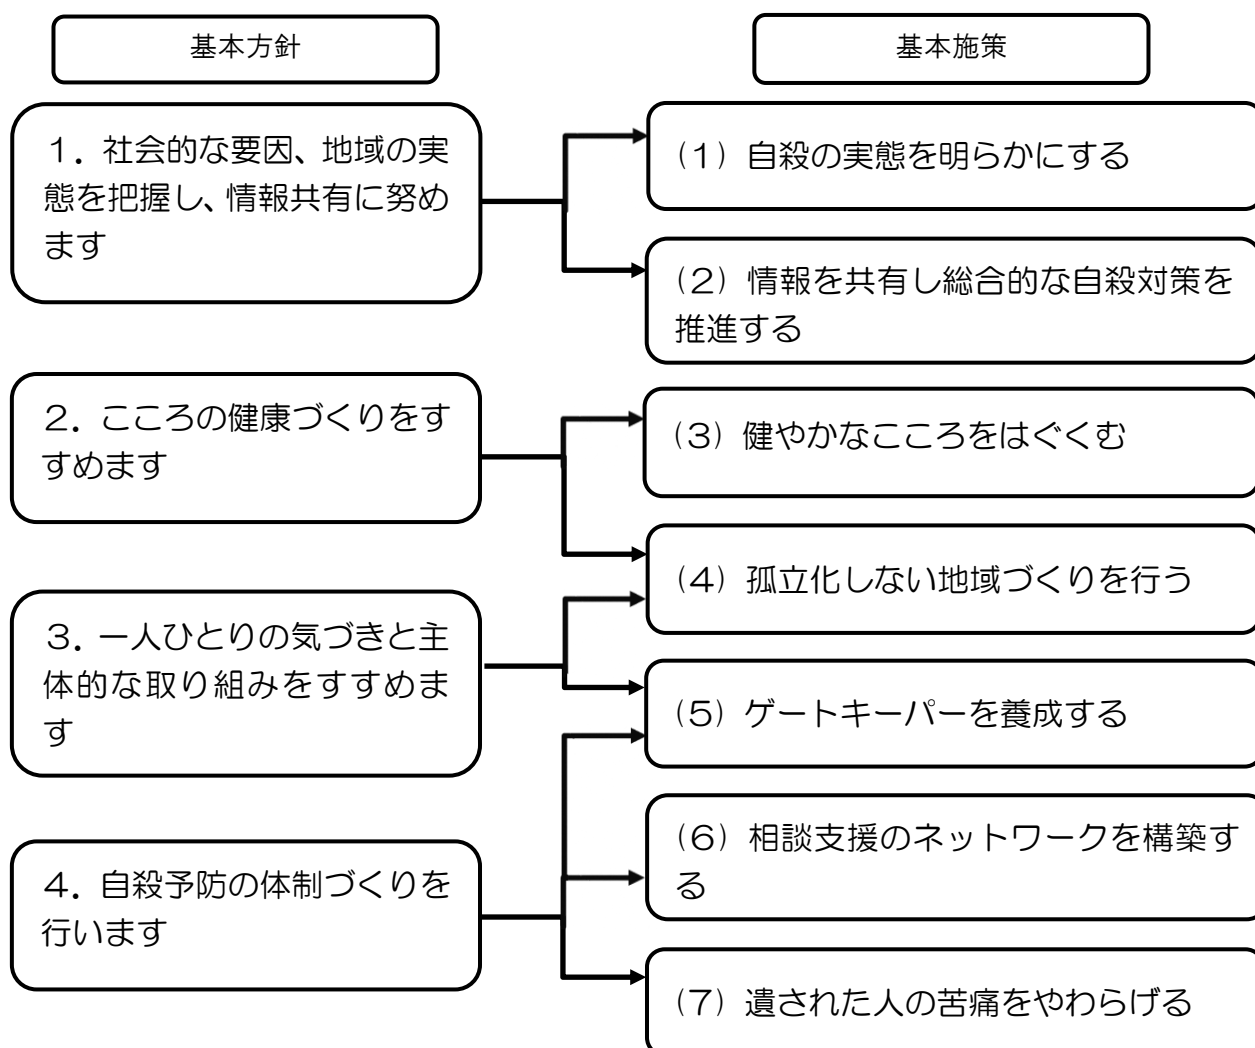 基本方針
基本施策
1．社会的な要因、地域の実
態を把握し、情報共有に努め
ます
(1) 自殺の実態を明らかにする
(2) 情報を共有し総合的な自殺対策を
推進する
2．こころの健康づくりをす
すめます
(3) 健やかなこころをはぐくむ
(4) 孤立化しない地域づくりを行う
3．一人ひとりの気づきと主
体的な取り組みをすすめま
す
(5) ゲートキーパーを養成する
4．自殺予防の体制づくりを
行います
(6) 相談支援のネットワークを構築す
る
(7) 遺された人の苦痛をやわらげる